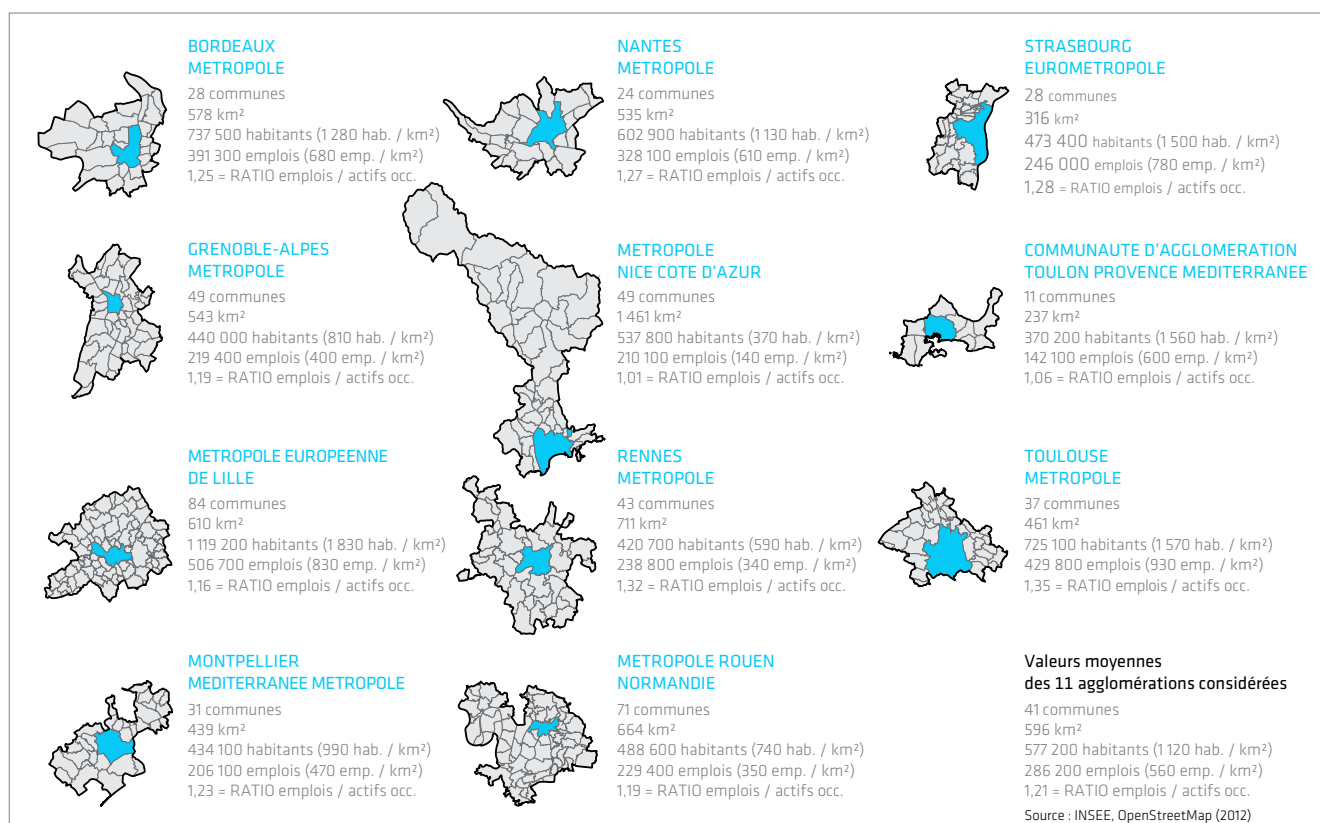 BORDEAUX
METROPOLE
28 communes
578 km²
737 500 habitants (1 280 hab. / km²)
391 300 emplois (680 emp. / km²)
1,25 = RATIO emplois / actifs occ.
NANTES
METROPOLE
24 communes
535 km²
602 900 habitants (1 130 hab. / km²)
328 100 emplois (610 emp. / km²)
1,27 = RATIO emplois / actifs occ.
STRASBOURG
EUROMETROPOLE
28 communes
316 km²
473 400 habitants (1 500 hab. / km²)
246 000 emplois (780 emp. / km²)
1,28 = RATIO emplois / actifs occ.
GRENOBLE-ALPES
METROPOLE
49 communes
543 km²
440 000 habitants (810 hab. / km²)
219 400 emplois (400 emp. / km²)
1,19 = RATIO emplois / actifs occ.
METROPOLE
NICE COTE D'AZUR
49 communes
1 461 km²
537 800 habitants (370 hab. / km²)
210 100 emplois (140 emp. / km²)
1,01 = RATIO emplois / actifs occ.
COMMUNAUTE D'AGGLOMERATION
TOULON PROVENCE MEDITERRANEE
11 communes
237 km²
370 200 habitants (1 560 hab. / km²)
142 100 emplois (600 emp. / km²)
1,06 = RATIO emplois / actifs occ.
METROPOLE EUROPEENNE
DE LILLE
84 communes
610 km²
1 119 200 habitants (1 830 hab. / km²)
506 700 emplois (830 emp. / km²)
1,16 = RATIO emplois / actifs occ.
RENNES
METROPOLE
43 communes
711 km²
420 700 habitants (590 hab. / km²)
238 800 emplois (340 emp. / km²)
1,32 = RATIO emplois / actifs occ.
TOULOUSE
METROPOLE
37 communes
461 km²
725 100 habitants (1 570 hab. / km²)
429 800 emplois (930 emp. / km²)
1,35 = RATIO emplois / actifs occ.
MONTPELLIER
MEDITERRANEE METROPOLE
31 communes
439 km²
434 100 habitants (990 hab. / km²)
206 100 emplois (470 emp. / km²)
1,23 = RATIO emplois / actifs occ.
METROPOLE ROUEN
NORMANDIE
71 communes
664 km²
488 600 habitants (740 hab. / km²)
229 400 emplois (350 emp. / km²)
1,19 = RATIO emplois / actifs occ.
Valeurs moyennes
des 11 agglomérations considérées
41 communes
596 km²
577 200 habitants (1 120 hab. / km²)
286 200 emplois (560 emp. / km²)
1,21 = RATIO emplois / actifs occ.
Source : INSEE, OpenStreetMap (2012)